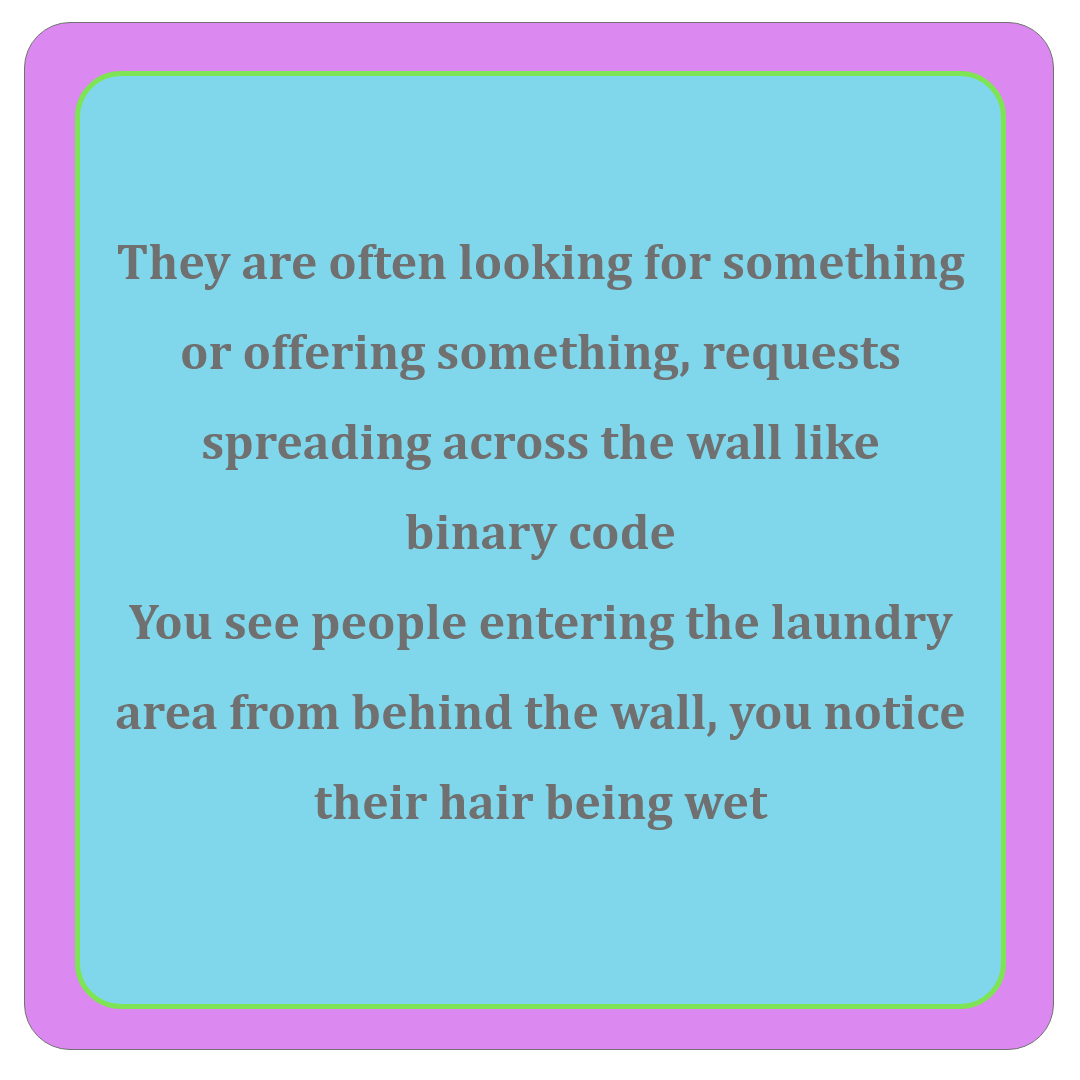 They are often looking for something
or offering something, requests
spreading across the wall like
binary code
You see people entering the laundry
area from behind the wall, you notice
their hair being wet